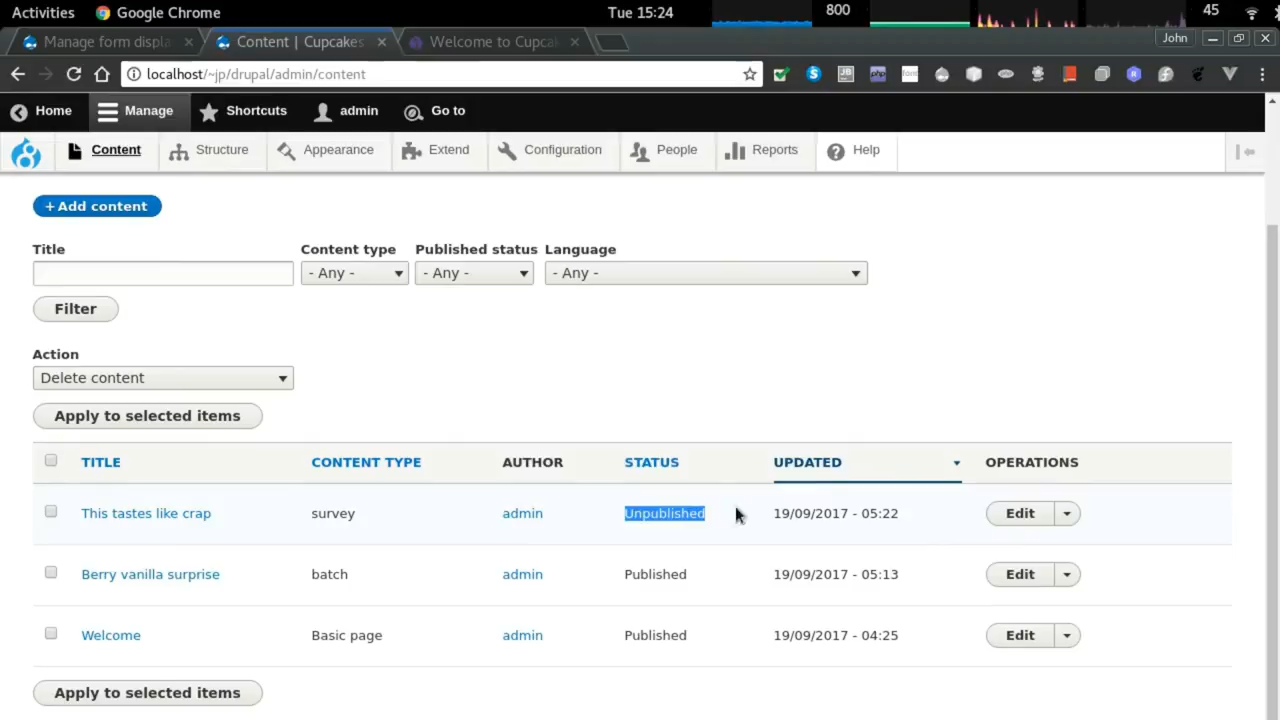 Activities Google Chrome Tue 15:24 800 45
Manage form displa Content | Cupcakes Welcome to Cupca John
localhost/~jp/drupal/admin/content
Home Manage Shortcuts admin Go to
Content Structure Appearance Extend Configuration People Reports Help
+ Add content
Title Content type Published status Language
- Any - - Any - - Any -
Filter
Action
Delete content
Apply to selected items
TITLE CONTENT TYPE AUTHOR STATUS UPDATED OPERATIONS
This tastes like crap survey admin Unpublished 19/09/2017 - 05:22 Edit
Berry vanilla surprise batch admin Published 19/09/2017 - 05:13 Edit
Welcome Basic page admin Published 19/09/2017 - 04:25 Edit
Apply to selected items